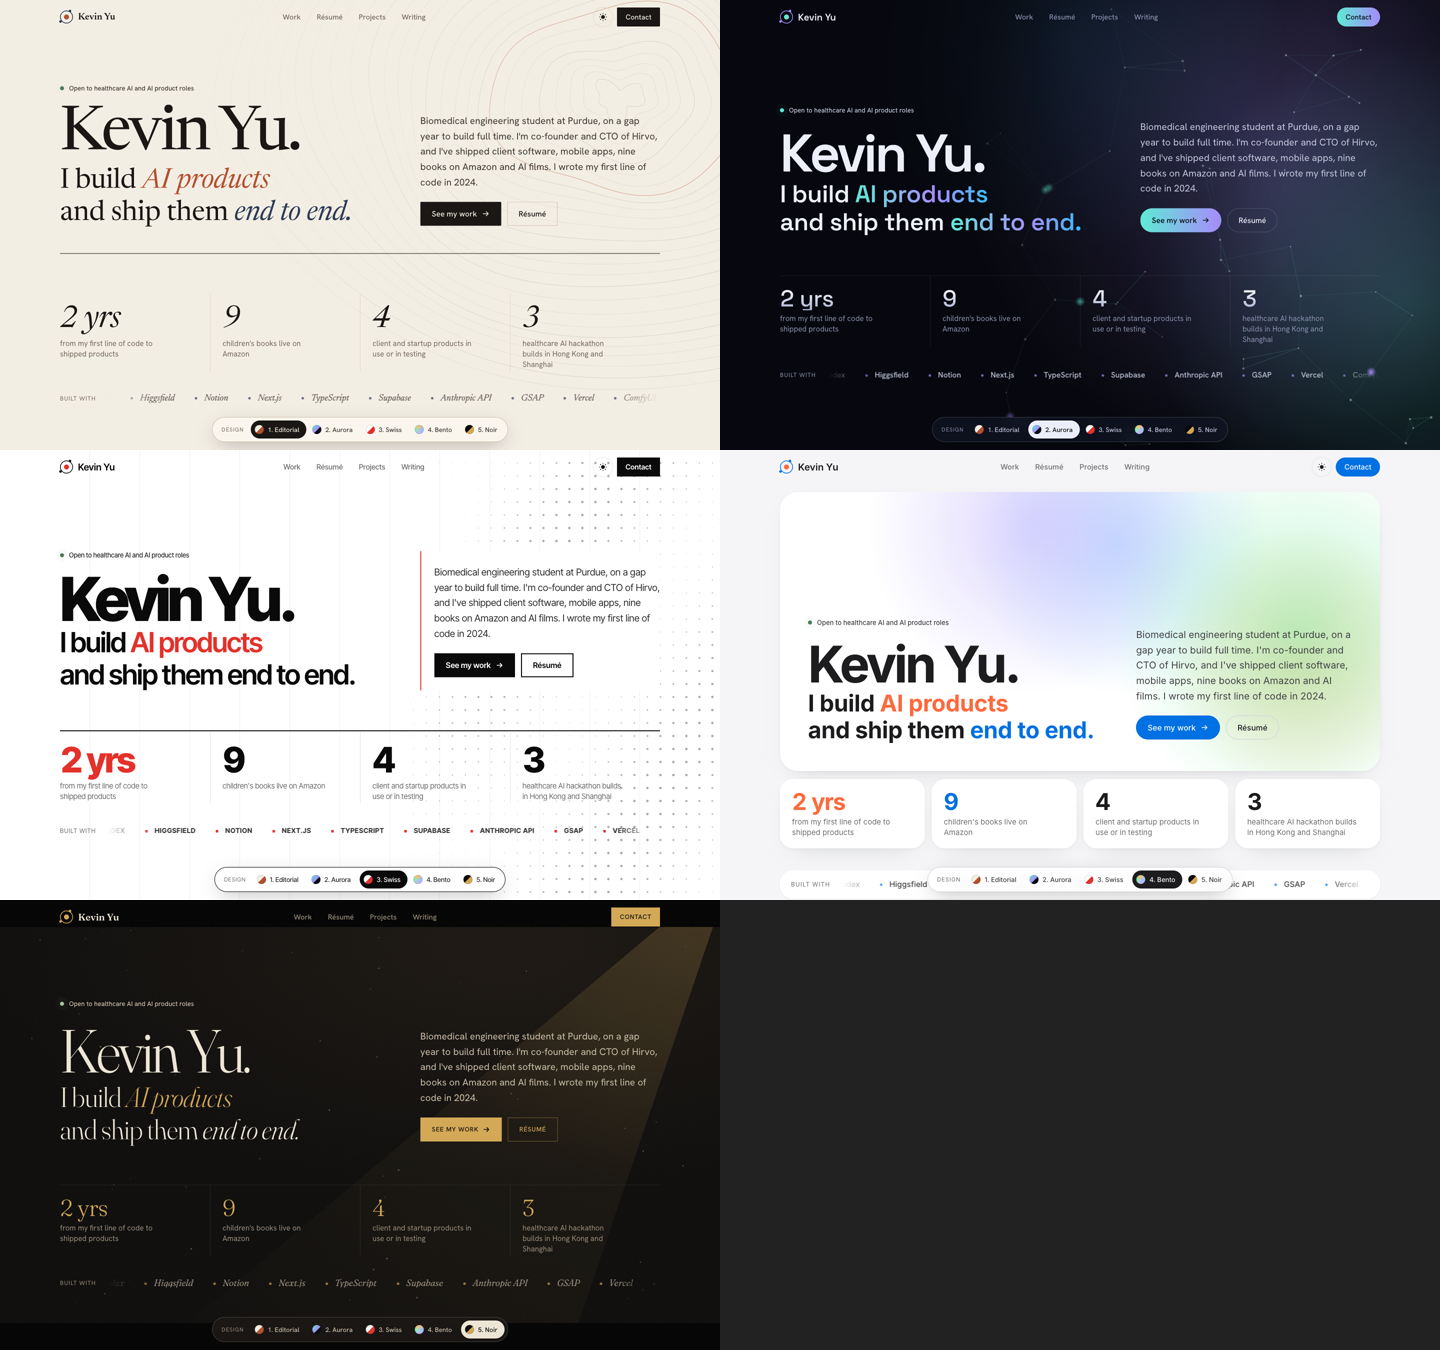 Kevin Yu
Work Résumé Projects Writing
Contact
Open to healthcare AI and AI product roles
Kevin Yu.
I build AI products
and ship them end to end.
Biomedical engineering student at Purdue, on a gap
year to build full time. I'm co-founder and CTO of Hirvo,
and I've shipped client software, mobile apps, nine
books on Amazon and AI films. I wrote my first line of
code in 2024.
See my work → Résumé
2 yrs
from my first line of code to
shipped products
9
children's books live on
Amazon
4
client and startup products in
use or in testing
3
healthcare AI hackathon
builds in Hong Kong and
Shanghai
BUILT WITH • Higgsfield • Notion • Next.js • TypeScript • Supabase • Anthropic API • GSAP • Vercel
DESIGN 1. Editorial 2. Aurora 3. Swiss 4. Bento 5. Noir
Kevin Yu
Work Résumé Projects Writing
Contact
Open to healthcare AI and AI product roles
Kevin Yu.
I build AI products
and ship them end to end.
Biomedical engineering student at Purdue, on a gap
year to build full time. I'm co-founder and CTO of Hirvo,
and I've shipped client software, mobile apps, nine
books on Amazon and AI films. I wrote my first line of
code in 2024.
See my work → Résumé
2 yrs
from my first line of code to
shipped products
9
children's books live on
Amazon
4
client and startup products in
use or in testing
3
healthcare AI hackathon
builds in Hong Kong and
Shanghai
BUILT WITH • Higgsfield • Notion • Next.js • TypeScript • Supabase • Anthropic API • GSAP • Vercel
DESIGN 1. Editorial 2. Aurora 3. Swiss 4. Bento 5. Noir
Kevin Yu
Work Résumé Projects Writing
Contact
Open to healthcare AI and AI product roles
Kevin Yu.
I build AI products
and ship them end to end.
Biomedical engineering student at Purdue, on a gap
year to build full time. I'm co-founder and CTO of Hirvo,
and I've shipped client software, mobile apps, nine
books on Amazon and AI films. I wrote my first line of
code in 2024.
See my work → Résumé
2 yrs
from my first line of code to
shipped products
9
children's books live on Amazon
4
client and startup products in
use or in testing
3
healthcare AI hackathon builds
in Hong Kong and Shanghai
BUILT WITH • HIGGSFIELD • NOTION • NEXT.JS • TYPESCRIPT • SUPABASE • ANTHROPIC API • GSAP • VERCEL
DESIGN 1. Editorial 2. Aurora 3. Swiss 4. Bento 5. Noir
Kevin Yu
Work Résumé Projects Writing
Contact
Open to healthcare AI and AI product roles
Kevin Yu.
I build AI products
and ship them end to end.
Biomedical engineering student at Purdue, on a
gap year to build full time. I'm co-founder and
CTO of Hirvo, and I've shipped client software,
mobile apps, nine books on Amazon and AI
films. I wrote my first line of code in 2024.
See my work → Résumé
2 yrs
from my first line of code to
shipped products
9
children's books live on
Amazon
4
client and startup products in
use or in testing
3
healthcare AI hackathon builds
in Hong Kong and Shanghai
BUILT WITH • Higgsfield API • GSAP • Vercel
DESIGN 1. Editorial 2. Aurora 3. Swiss 4. Bento 5. Noir
Kevin Yu
Work Résumé Projects Writing
CONTACT
Open to healthcare AI and AI product roles
Kevin Yu.
I build AI products
and ship them end to end.
Biomedical engineering student at Purdue, on a gap
year to build full time. I'm co-founder and CTO of Hirvo,
and I've shipped client software, mobile apps, nine
books on Amazon and AI films. I wrote my first line of
code in 2024.
SEE MY WORK → RÉSUMÉ
2 yrs
from my first line of code to
shipped products
9
children's books live on
Amazon
4
client and startup products in
use or in testing
3
healthcare AI hackathon
builds in Hong Kong and
Shanghai
BUILT WITH • Higgsfield • Notion • Next.js • TypeScript • Supabase • Anthropic API • GSAP • Vercel
DESIGN 1. Editorial 2. Aurora 3. Swiss 4. Bento 5. Noir